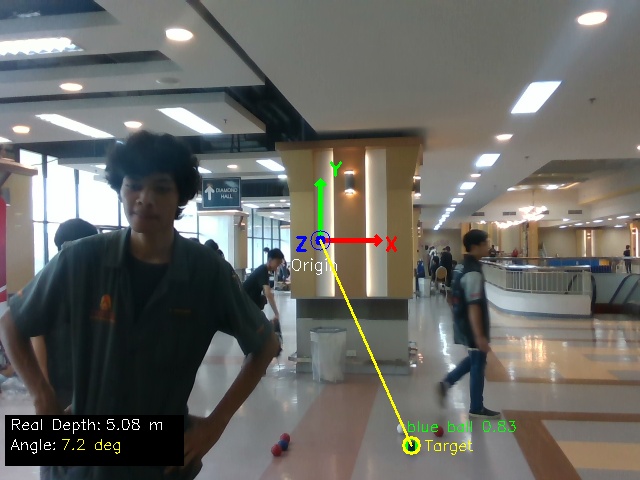 DIAMOND
HALL
Y
Z
X
Origin
blue ball 0.83
Target
Real Depth: 5.08 m
Angle: 7.2 deg